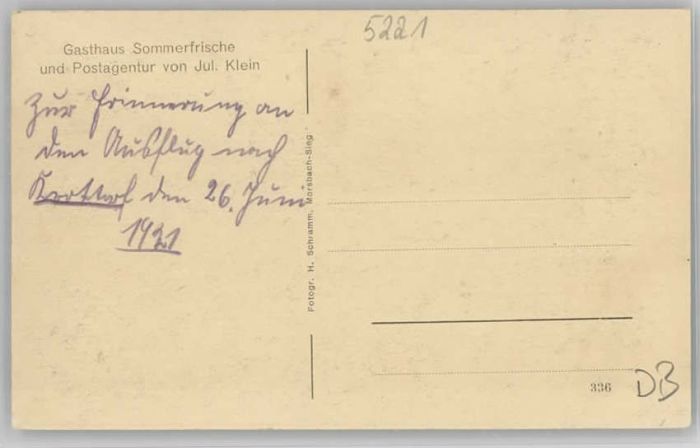 5221
Gasthaus Sommerfrische
und Postagentur von Jul. Klein
Zur Erinnerung an
den Ausflug nach
Krottorf den 26. Juni
1921
Fotogr. H. Schramm, Morsbach-Sieg
336
DB